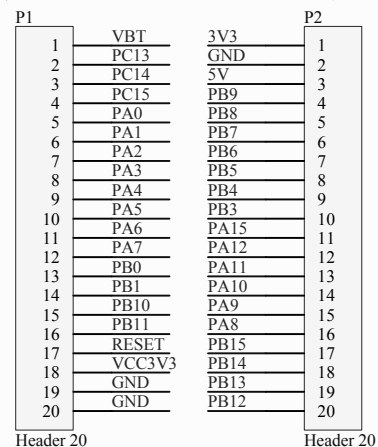 P1 P2
1 VBT 3V3 1
2 PC13 GND 2
3 PC14 5V 3
4 PC15 PB9 4
5 PA0 PB8 5
6 PA1 PB7 6
7 PA2 PB6 7
8 PA3 PB5 8
9 PA4 PB4 9
10 PA5 PB3 10
11 PA6 PA15 11
12 PA7 PA12 12
13 PB0 PA11 13
14 PB1 PA10 14
15 PB10 PA9 15
16 PB11 PA8 16
17 RESET PB15 17
18 VCC3V3 PB14 18
19 GND PB13 19
20 GND PB12 20
Header 20 Header 20